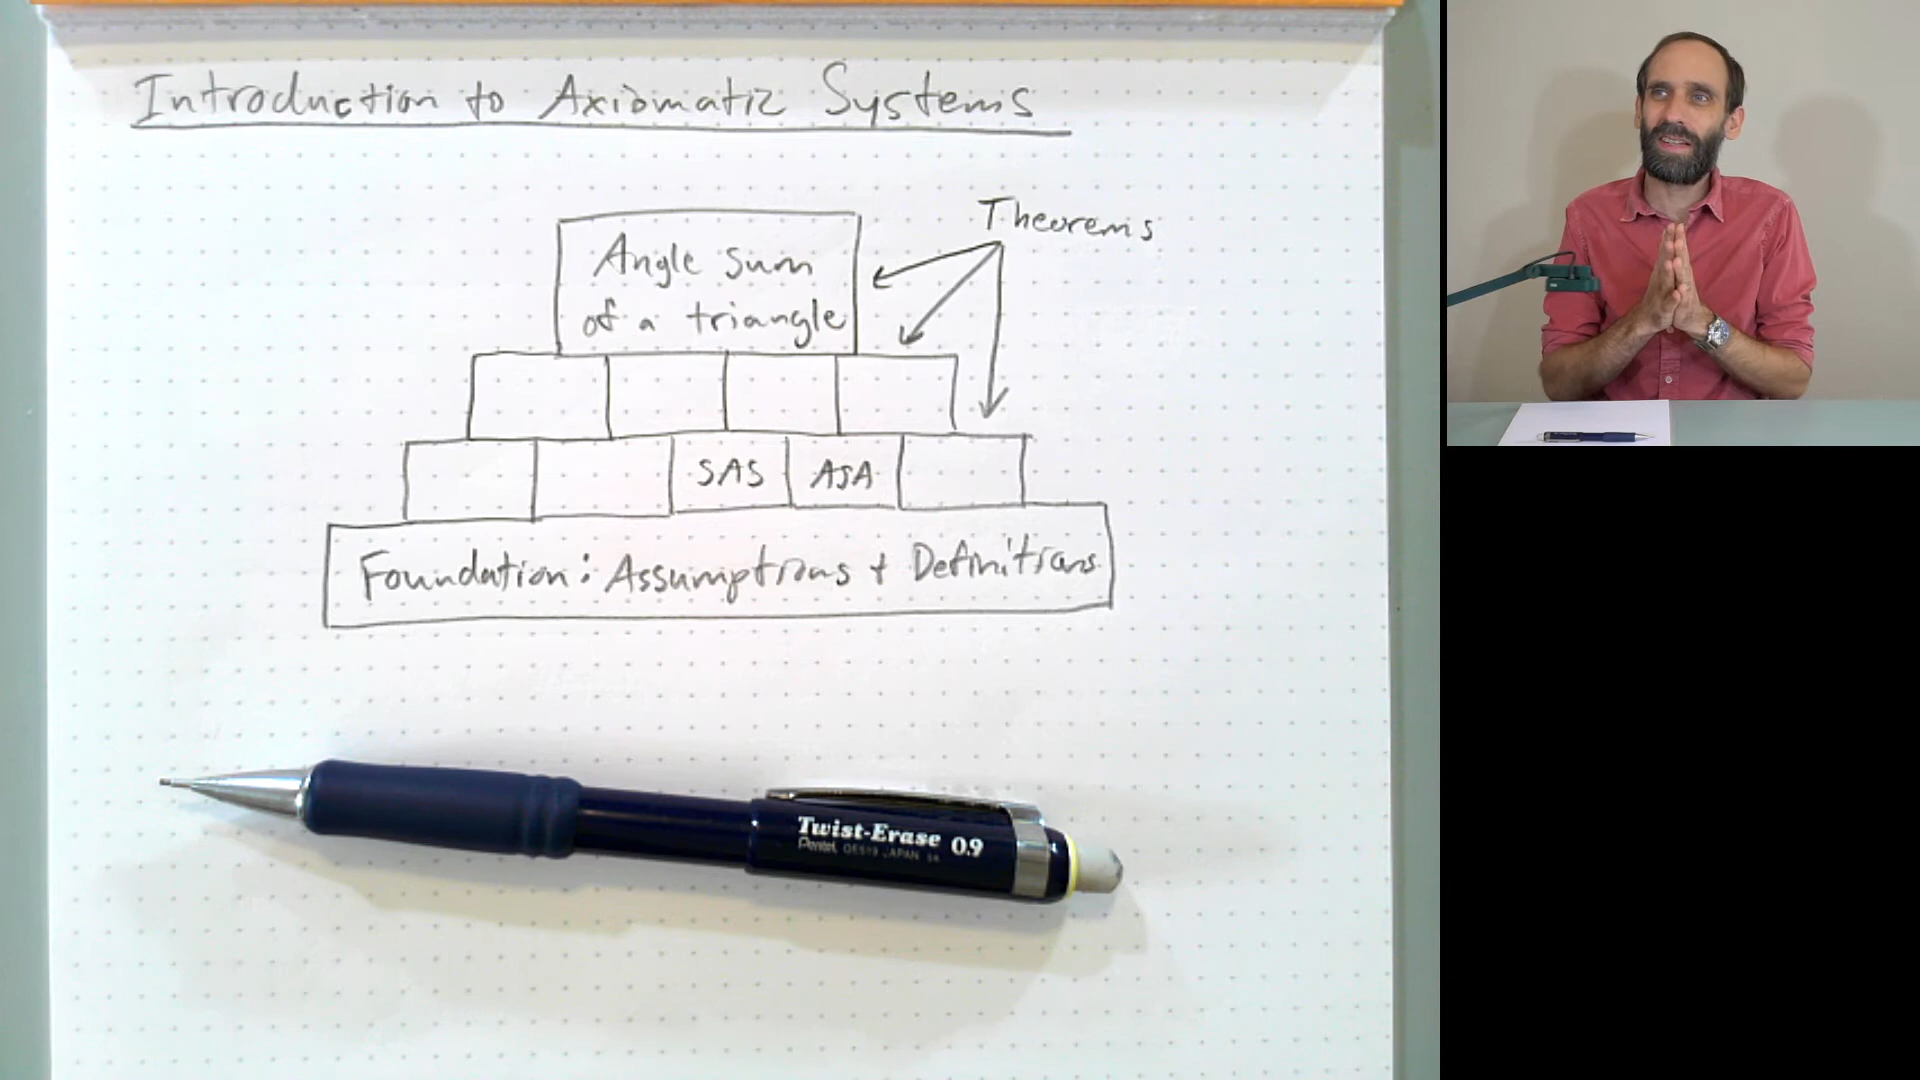 Introduction to Axiomatic Systems
Theorems
Angle sum
of a triangle
SAS
ASA
Foundation: Assumptions + Definitions
Twist-Erase 0.9
Pentel JAPAN